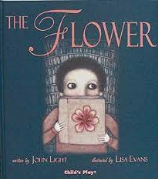 THE FLOWER
written by JOHN LIGHT illustrated by LISA EVANS
Child's Play